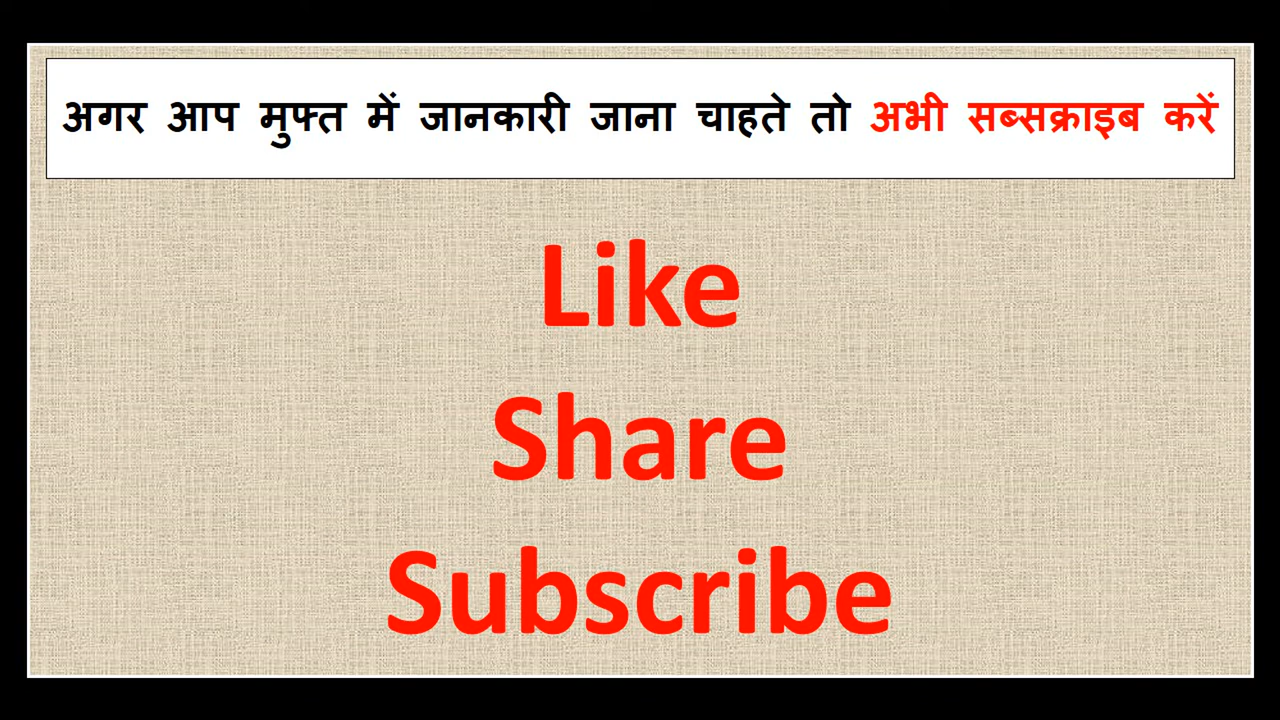 अगर आप मुफ्त में जानकारी जाना चाहते तो अभी सब्सक्राइब करें
Like
Share
Subscribe